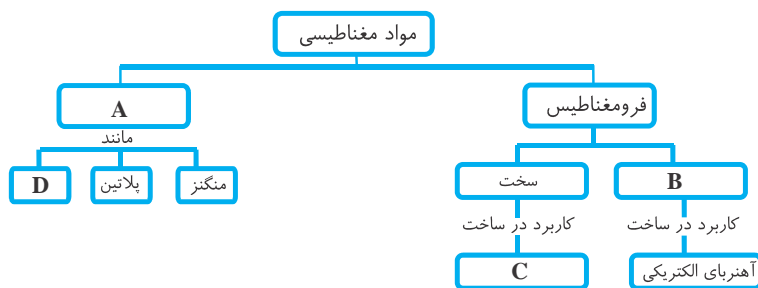 مواد مغناطیسی
A
فرومغناطیس
مانند
D
پلاتین
منگنز
سخت
B
کاربرد در ساخت
کاربرد در ساخت
C
آهنربای الکتریکی